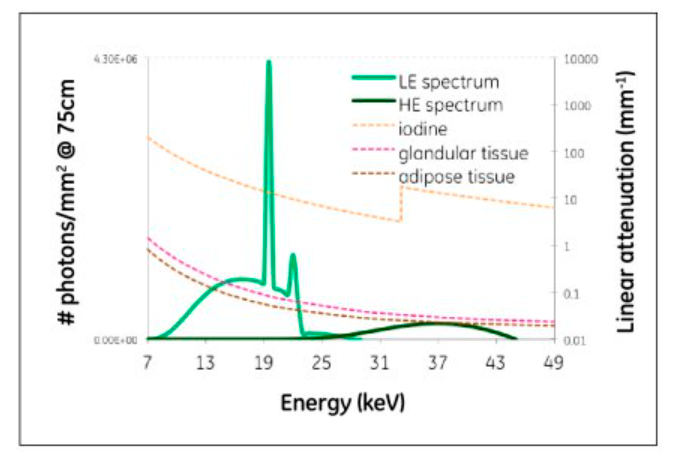 4.30E+06
0.00E+00
# photons/mm² @ 75cm
LE spectrum
HE spectrum
iodine
glandular tissue
adipose tissue
10000
1000
100
10
1
0.1
0.01
Linear attenuation (mm⁻¹)
7 13 19 25 31 37 43 49
Energy (keV)